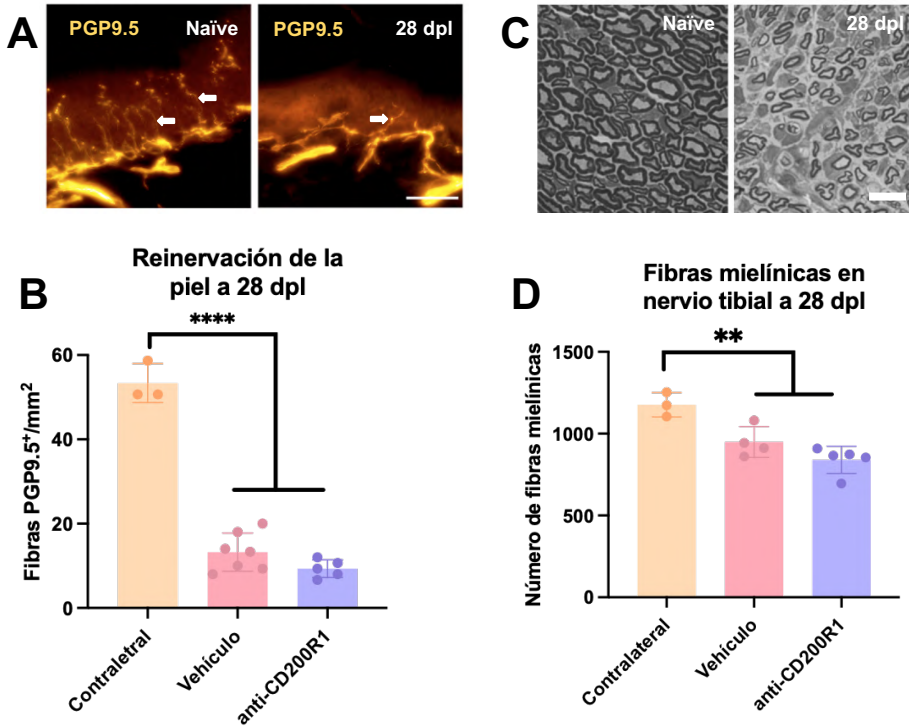 A
PGP9.5
Naïve
PGP9.5
28 dpl
B
Reinervación de la
piel a 28 dpl
****
Fibras PGP9.5⁺/mm²
60
40
20
0
Contraletral
Vehículo
anti-CD200R1
C
Naïve
28 dpl
D
Fibras mielínicas en
nervio tibial a 28 dpl
**
Número de fibras mielínicas
1500
1000
500
0
Contralateral
Vehículo
anti-CD200R1